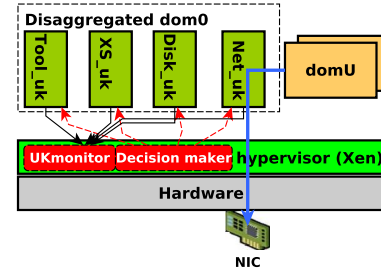 Disaggregated dom0
Tool_uk
XS_uk
Disk_uk
Net_uk
domU
UKmonitor
Decision maker
hypervisor (Xen)
Hardware
NIC